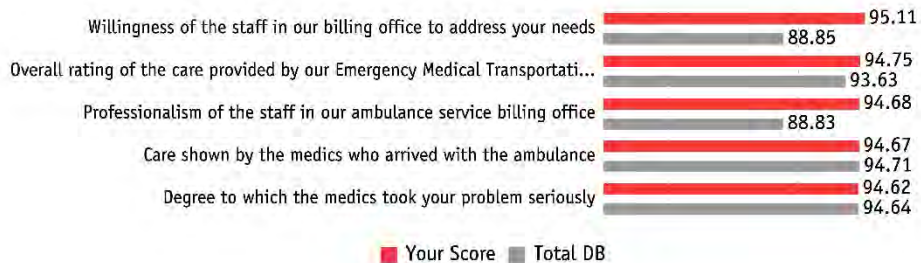 Willingness of the staff in our billing office to address your needs
95.11
88.85
Overall rating of the care provided by our Emergency Medical Transportati...
94.75
93.63
Professionalism of the staff in our ambulance service billing office
94.68
88.83
Care shown by the medics who arrived with the ambulance
94.67
94.71
Degree to which the medics took your problem seriously
94.62
94.64
Your Score Total DB